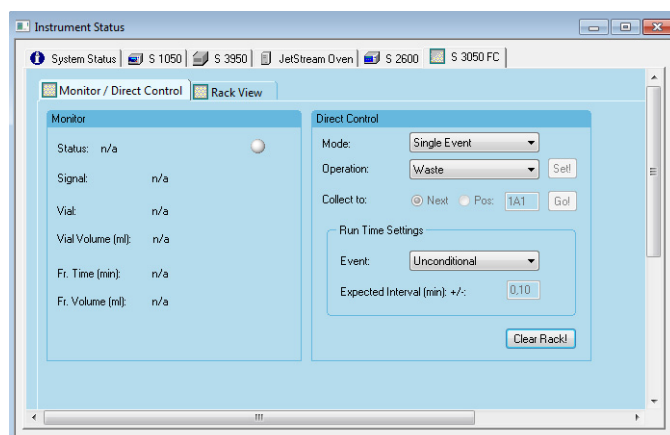 Instrument Status
System Status S 1050 S 3950 JetStream Oven S 2600 S 3050 FC
Monitor / Direct Control Rack View
Monitor
Status: n/a
Signal: n/a
Vial: n/a
Vial Volume (ml): n/a
Fr. Time (min): n/a
Fr. Volume (ml): n/a
Direct Control
Mode: Single Event
Operation: Waste Set!
Collect to: Next Pos: 1A1 Go!
Run Time Settings
Event: Unconditional
Expected Interval (min): +/-: 0,10
Clear Rack!